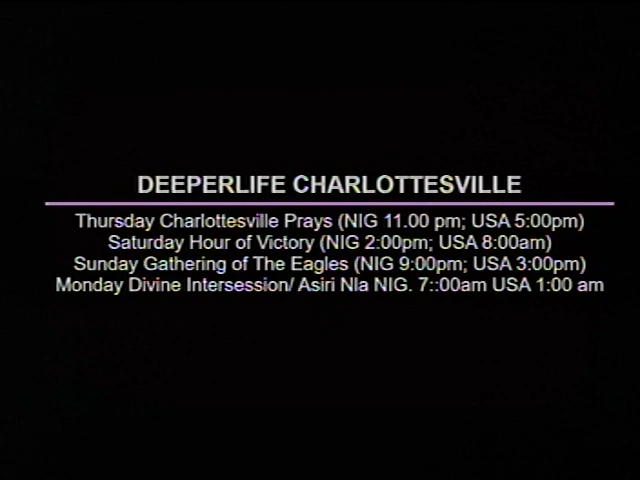 DEEPERLIFE CHARLOTTESVILLE
Thursday Charlottesville Prays (NIG 11.00 pm; USA 5:00pm)
Saturday Hour of Victory (NIG 2:00pm; USA 8:00am)
Sunday Gathering of The Eagles (NIG 9:00pm; USA 3:00pm)
Monday Divine Intersession/ Asiri Nla NIG. 7::00am USA 1:00 am